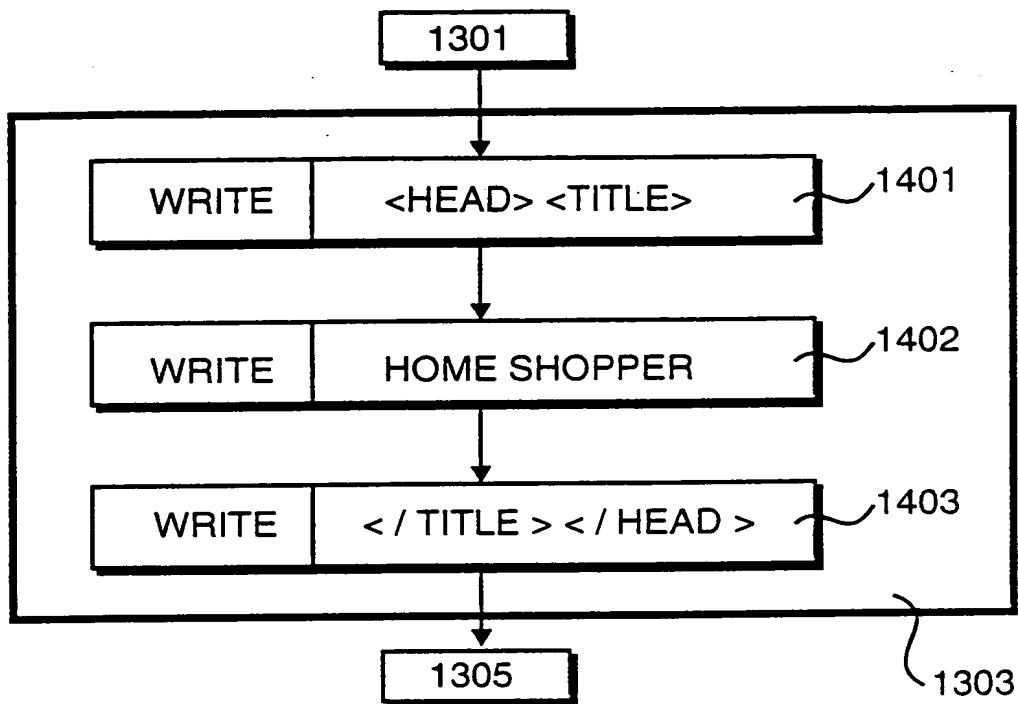 1301
WRITE <HEAD> <TITLE> 1401
WRITE HOME SHOPPER 1402
WRITE < / TITLE > < / HEAD > 1403
1305
1303